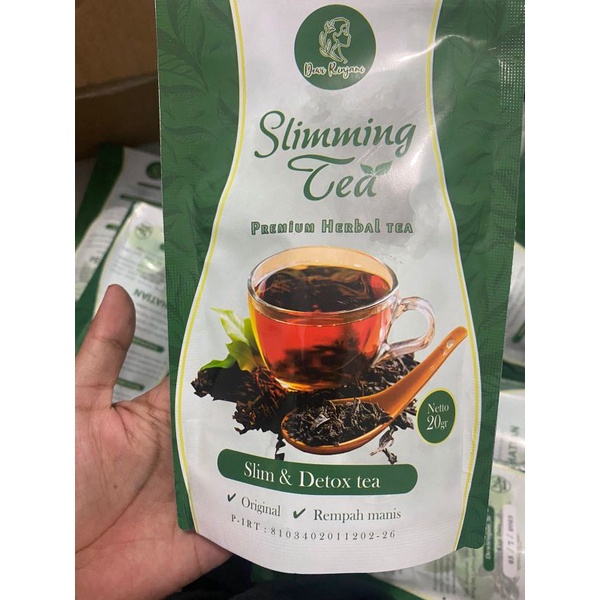 Slimming
Tea
PREMIUM HERBAL TEA
Netto
20gr
Slim & Detox tea
✔ Original ✔ Rempah manis
P-IRT : 8103402011202-26